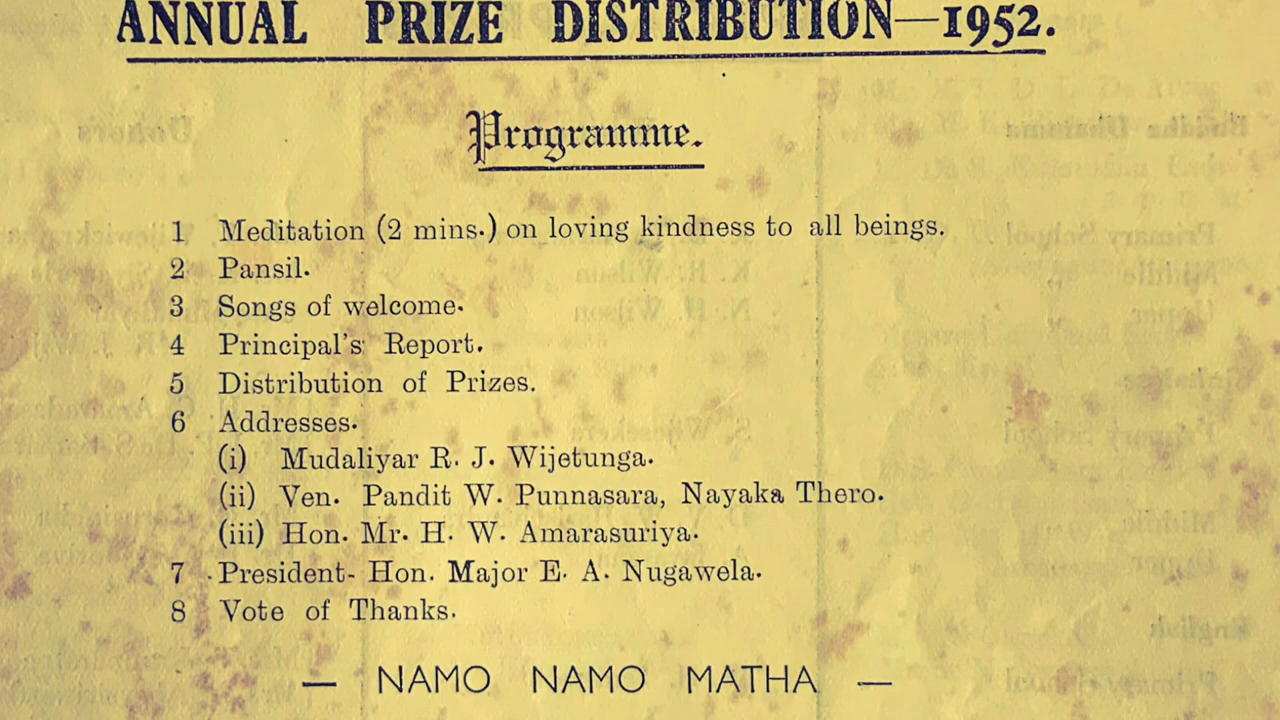 ANNUAL PRIZE DISTRIBUTION—1952.
Programme.
1 Meditation (2 mins.) on loving kindness to all beings.
2 Pansil.
3 Songs of welcome.
4 Principal's Report.
5 Distribution of Prizes.
6 Addresses.
(i) Mudaliyar R. J. Wijetunga.
(ii) Ven. Pandit W. Punnasara, Nayaka Thero.
(iii) Hon. Mr. H. W. Amarasuriya.
7 President- Hon. Major E. A. Nugawela.
8 Vote of Thanks.
— NAMO NAMO MATHA —